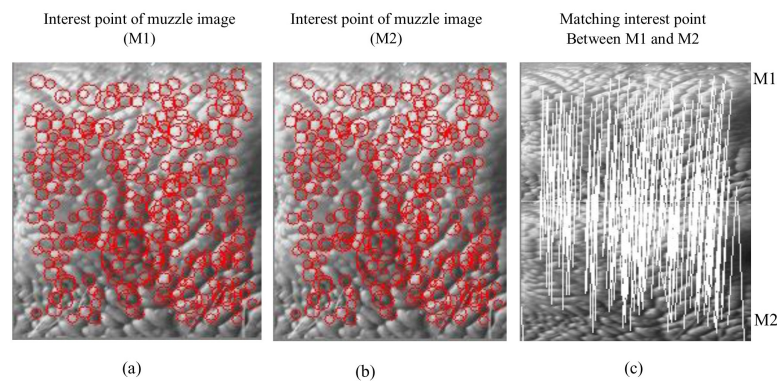 Interest point of muzzle image
(M1)
Interest point of muzzle image
(M2)
Matching interest point
Between M1 and M2
M1
M2
(a)
(b)
(c)